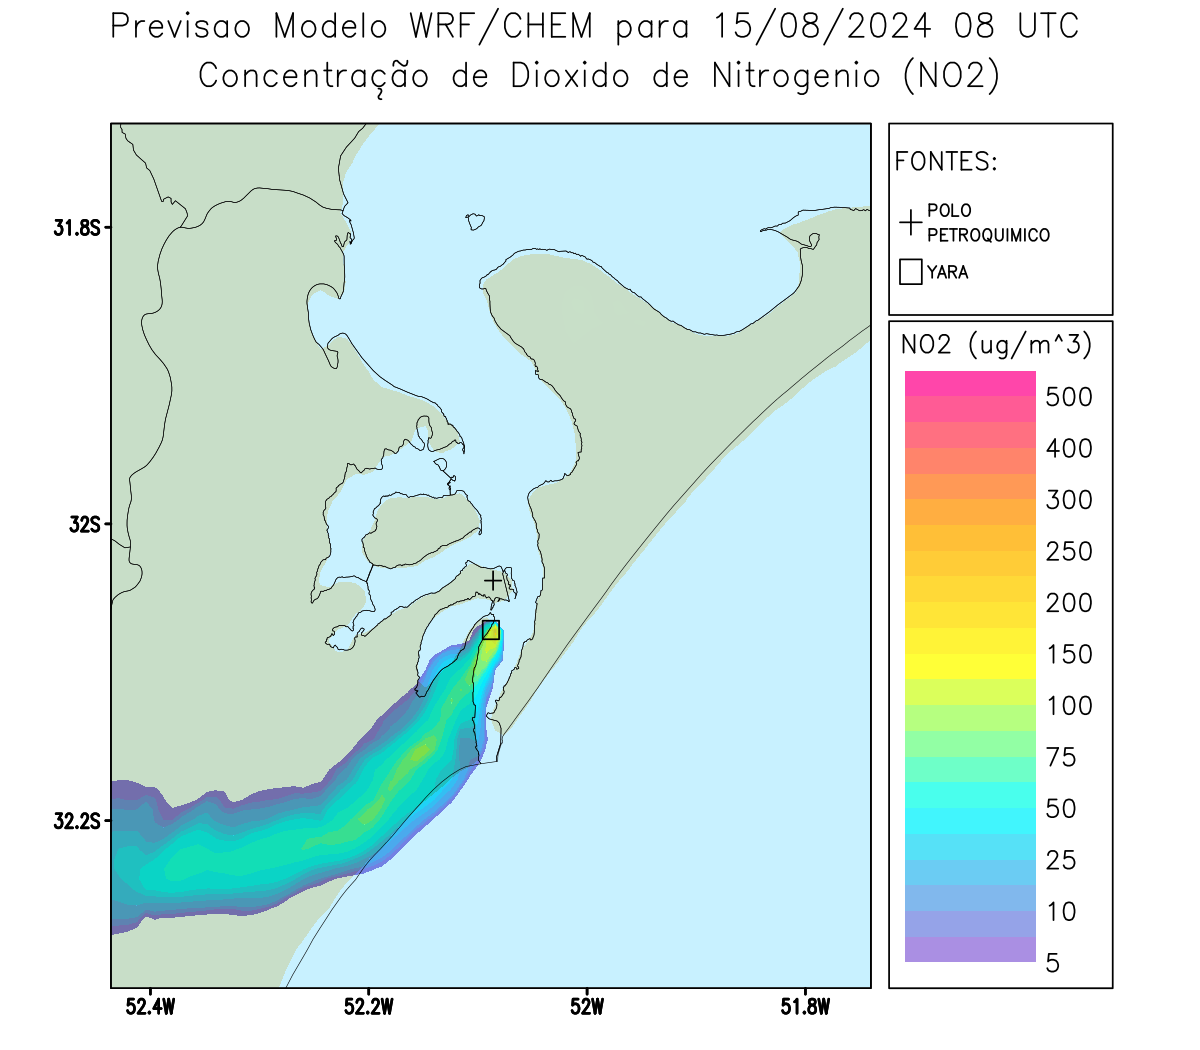 Previsao Modelo WRF/CHEM para 15/08/2024 08 UTC
Concentração de Dioxido de Nitrogenio (NO2)
31.8S
32S
32.2S
52.4W
52.2W
52W
51.8W
FONTES:
POLO
PETROQUIMICO
YARA
NO2 (ug/m^3)
500
400
300
250
200
150
100
75
50
25
10
5